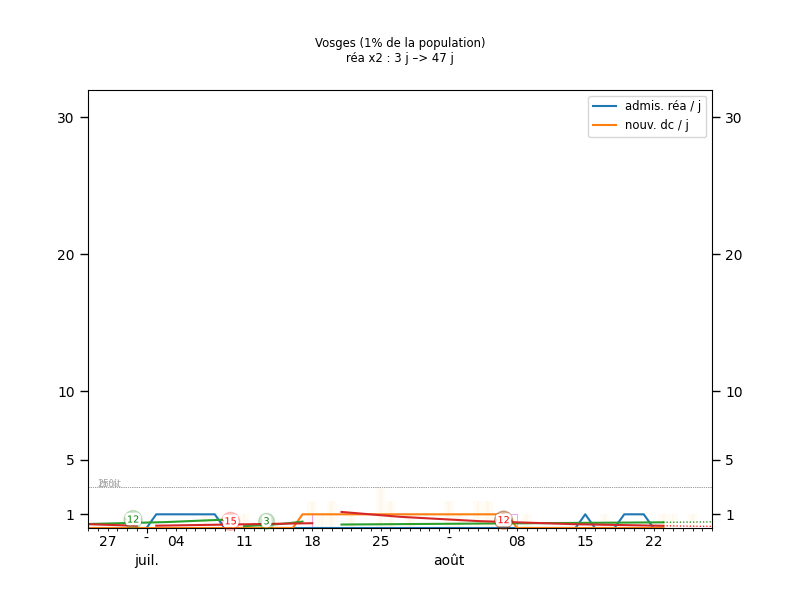 Vosges (1% de la population)
réa x2 : 3 j –> 47 j
admis. réa / j
nouv. dc / j
30 30
20 20
10 10
5 5
1 12 15 3 12 1
27 - 04 11 18 25 - 08 15 22
juil. août